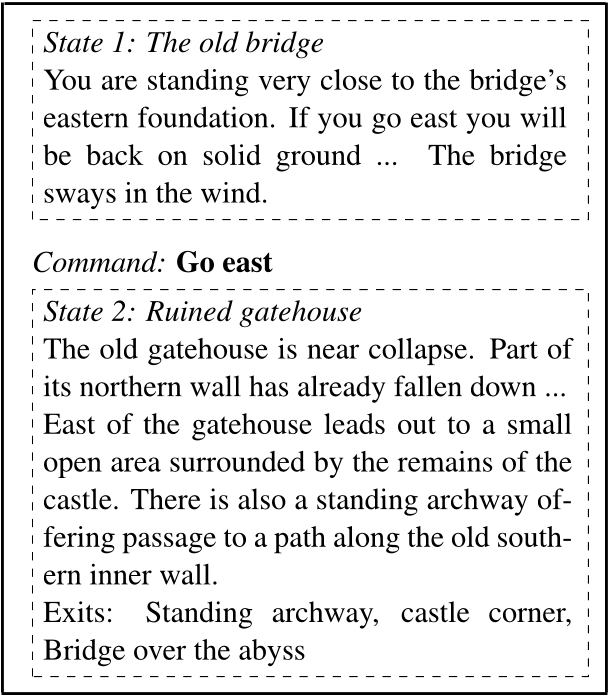 State 1: The old bridge
You are standing very close to the bridge's
eastern foundation. If you go east you will
be back on solid ground ... The bridge
sways in the wind.
Command: Go east
State 2: Ruined gatehouse
The old gatehouse is near collapse. Part of
its northern wall has already fallen down ...
East of the gatehouse leads out to a small
open area surrounded by the remains of the
castle. There is also a standing archway of-
fering passage to a path along the old south-
ern inner wall.
Exits: Standing archway, castle corner,
Bridge over the abyss